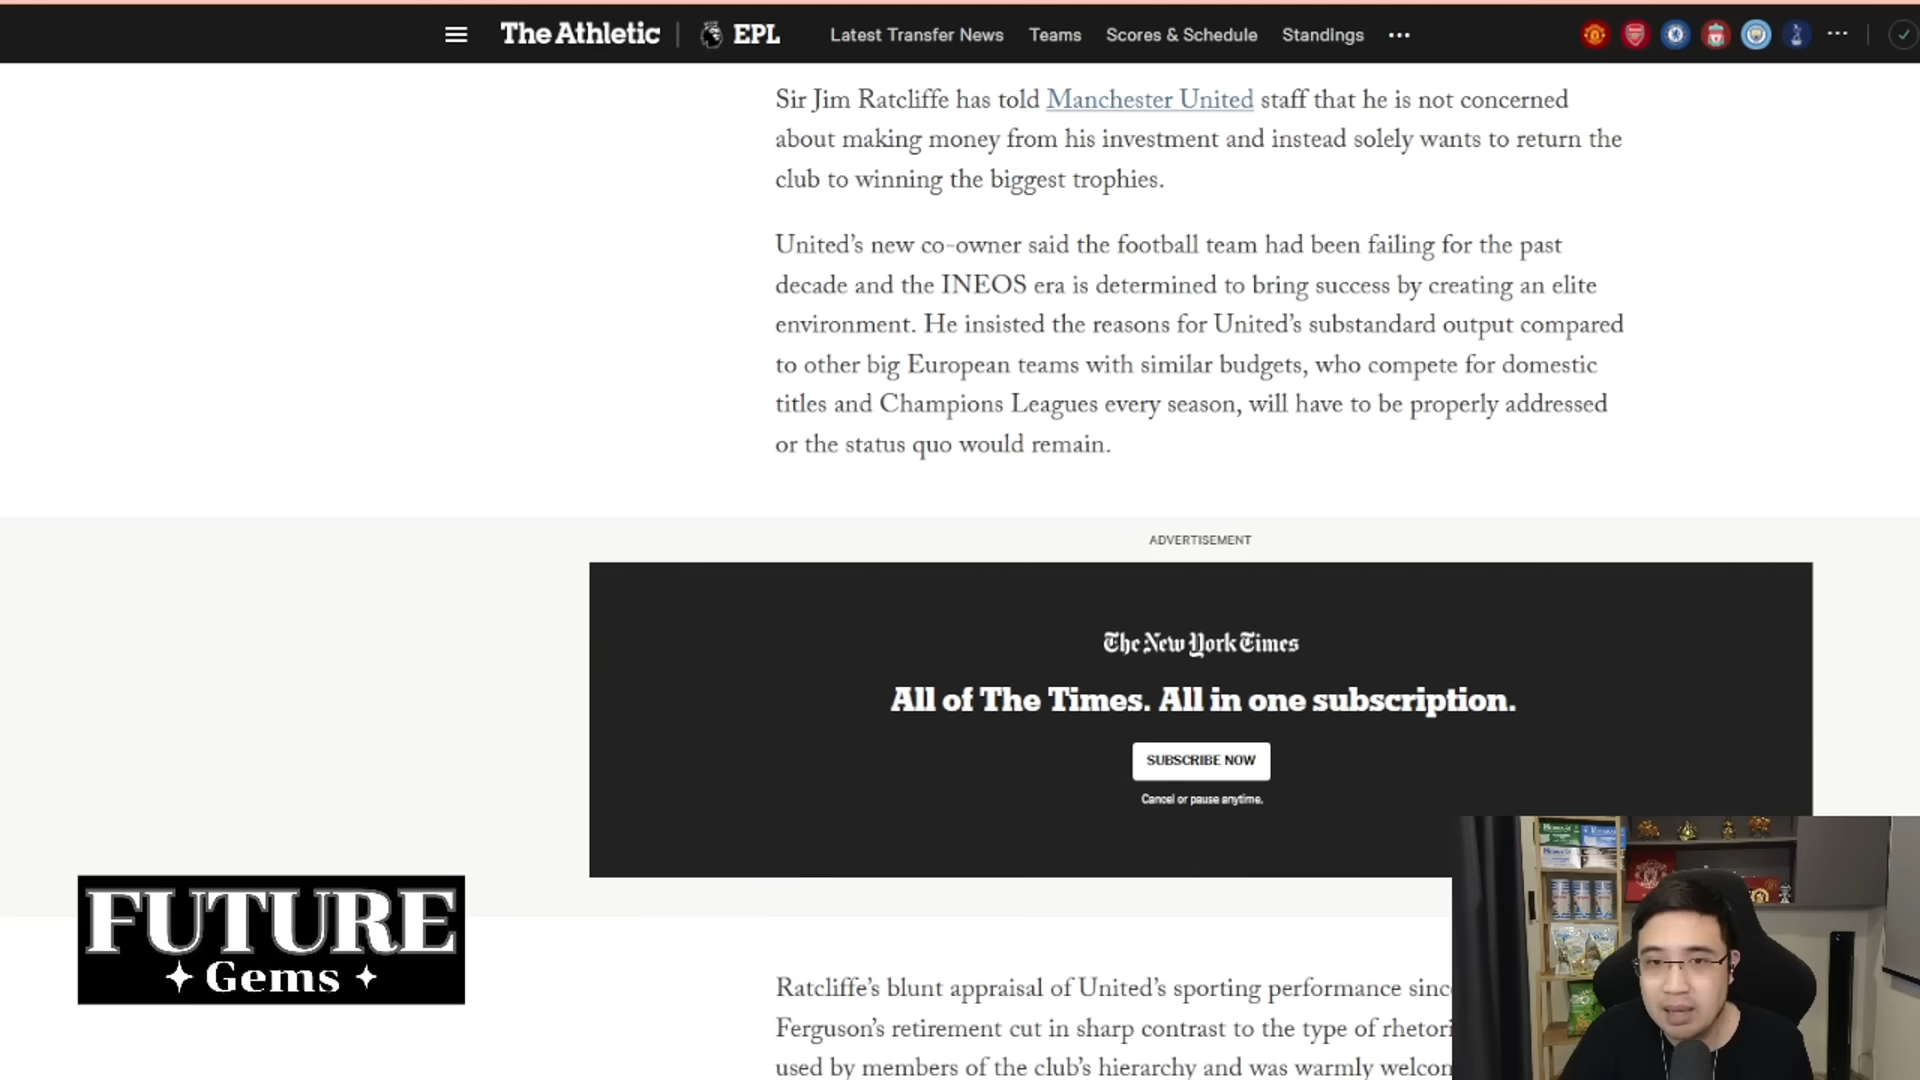 The Athletic
EPL
Latest Transfer News
Teams
Scores & Schedule
Standings
Sir Jim Ratcliffe has told Manchester United staff that he is not concerned
about making money from his investment and instead solely wants to return the
club to winning the biggest trophies.
United’s new co-owner said the football team had been failing for the past
decade and the INEOS era is determined to bring success by creating an elite
environment. He insisted the reasons for United’s substandard output compared
to other big European teams with similar budgets, who compete for domestic
titles and Champions Leagues every season, will have to be properly addressed
or the status quo would remain.
ADVERTISEMENT
The New York Times
All of The Times. All in one subscription.
SUBSCRIBE NOW
Cancel or pause anytime.
FUTURE
Gems
Ratcliffe’s blunt appraisal of United’s sporting performance sinc
Ferguson’s retirement cut in sharp contrast to the type of rhetori
used by members of the club’s hierarchy and was warmly welcom